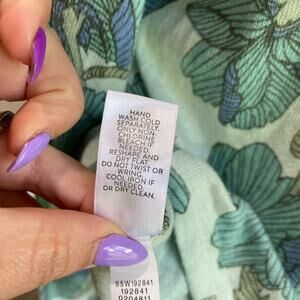 HAND
WASH COLD
SEPARATELY.
ONLY NON-
CHLORINE
BLEACH IF
NEEDED.
RESHAPE AND
DRY FLAT.
DO NOT TWIST OR
WRING.
COOL IRON IF
NEEDED.
OR DRY CLEAN.
SSW192841
192841
D204811